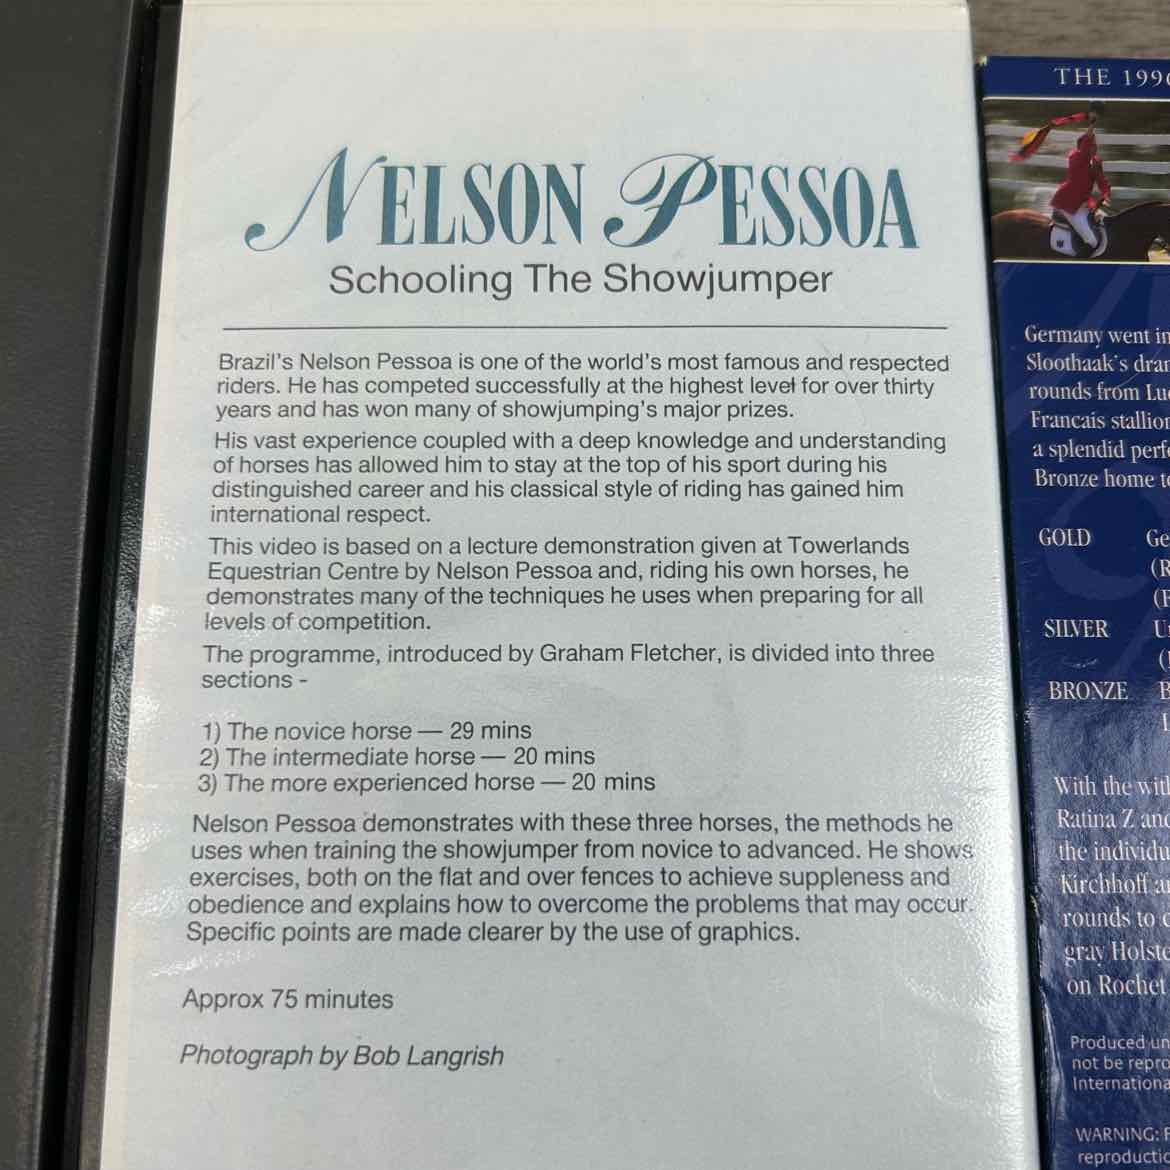 NELSON PESSOA
Schooling The Showjumper
Brazil's Nelson Pessoa is one of the world's most famous and respected
riders. He has competed successfully at the highest level for over thirty
years and has won many of showjumping's major prizes.
His vast experience coupled with a deep knowledge and understanding
of horses has allowed him to stay at the top of his sport during his
distinguished career and his classical style of riding has gained him
international respect.
This video is based on a lecture demonstration given at Towerlands
Equestrian Centre by Nelson Pessoa and, riding his own horses, he
demonstrates many of the techniques he uses when preparing for all
levels of competition.
The programme, introduced by Graham Fletcher, is divided into three
sections -
1) The novice horse — 29 mins
2) The intermediate horse — 20 mins
3) The more experienced horse — 20 mins
Nelson Pessoa demonstrates with these three horses, the methods he
uses when training the showjumper from novice to advanced. He shows
exercises, both on the flat and over fences to achieve suppleness and
obedience and explains how to overcome the problems that may occur.
Specific points are made clearer by the use of graphics.
Approx 75 minutes
Photograph by Bob Langrish
THE 199
Germany went in
Sloothaak's
rounds from
Francais
a splendid
Bronze home
GOLD
SILVER
BRONZE
With the
Ratina Z and
the
Kirchhoff
rounds to
gray
on Rochet
Produced
not be
WARNING: